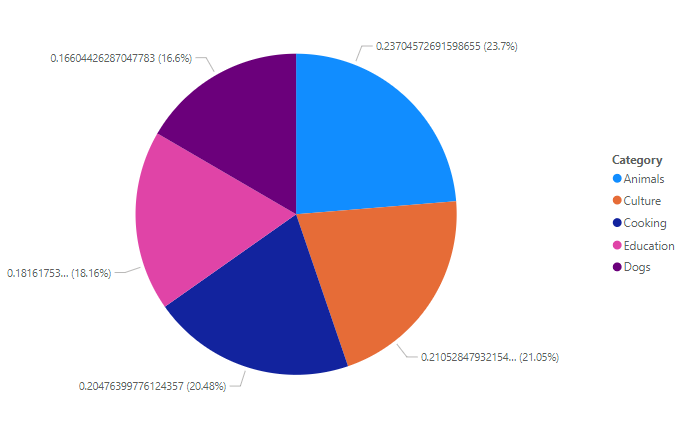 0.23704572691598655 (23.7%)
0.16604426287047783 (16.6%)
0.18161753... (18.16%)
0.21052847932154... (21.05%)
0.20476399776124357 (20.48%)
Category
Animals
Culture
Cooking
Education
Dogs